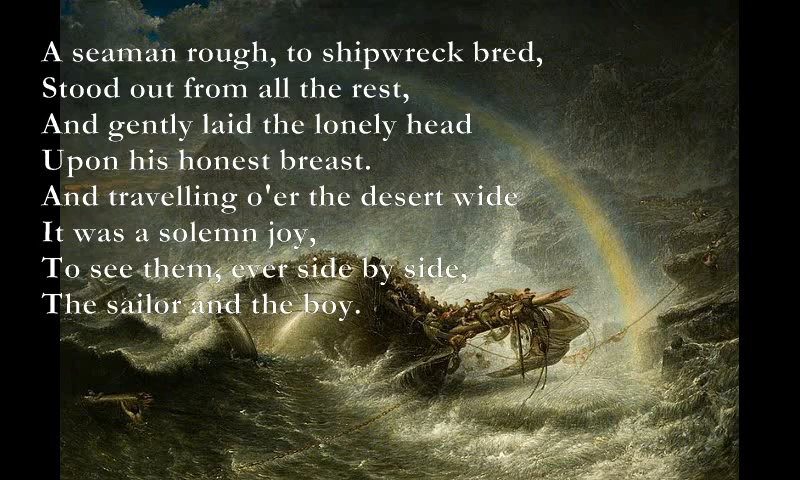 A seaman rough, to shipwreck bred,
Stood out from all the rest,
And gently laid the lonely head
Upon his honest breast.
And travelling o'er the desert wide
It was a solemn joy,
To see them, ever side by side,
The sailor and the boy.